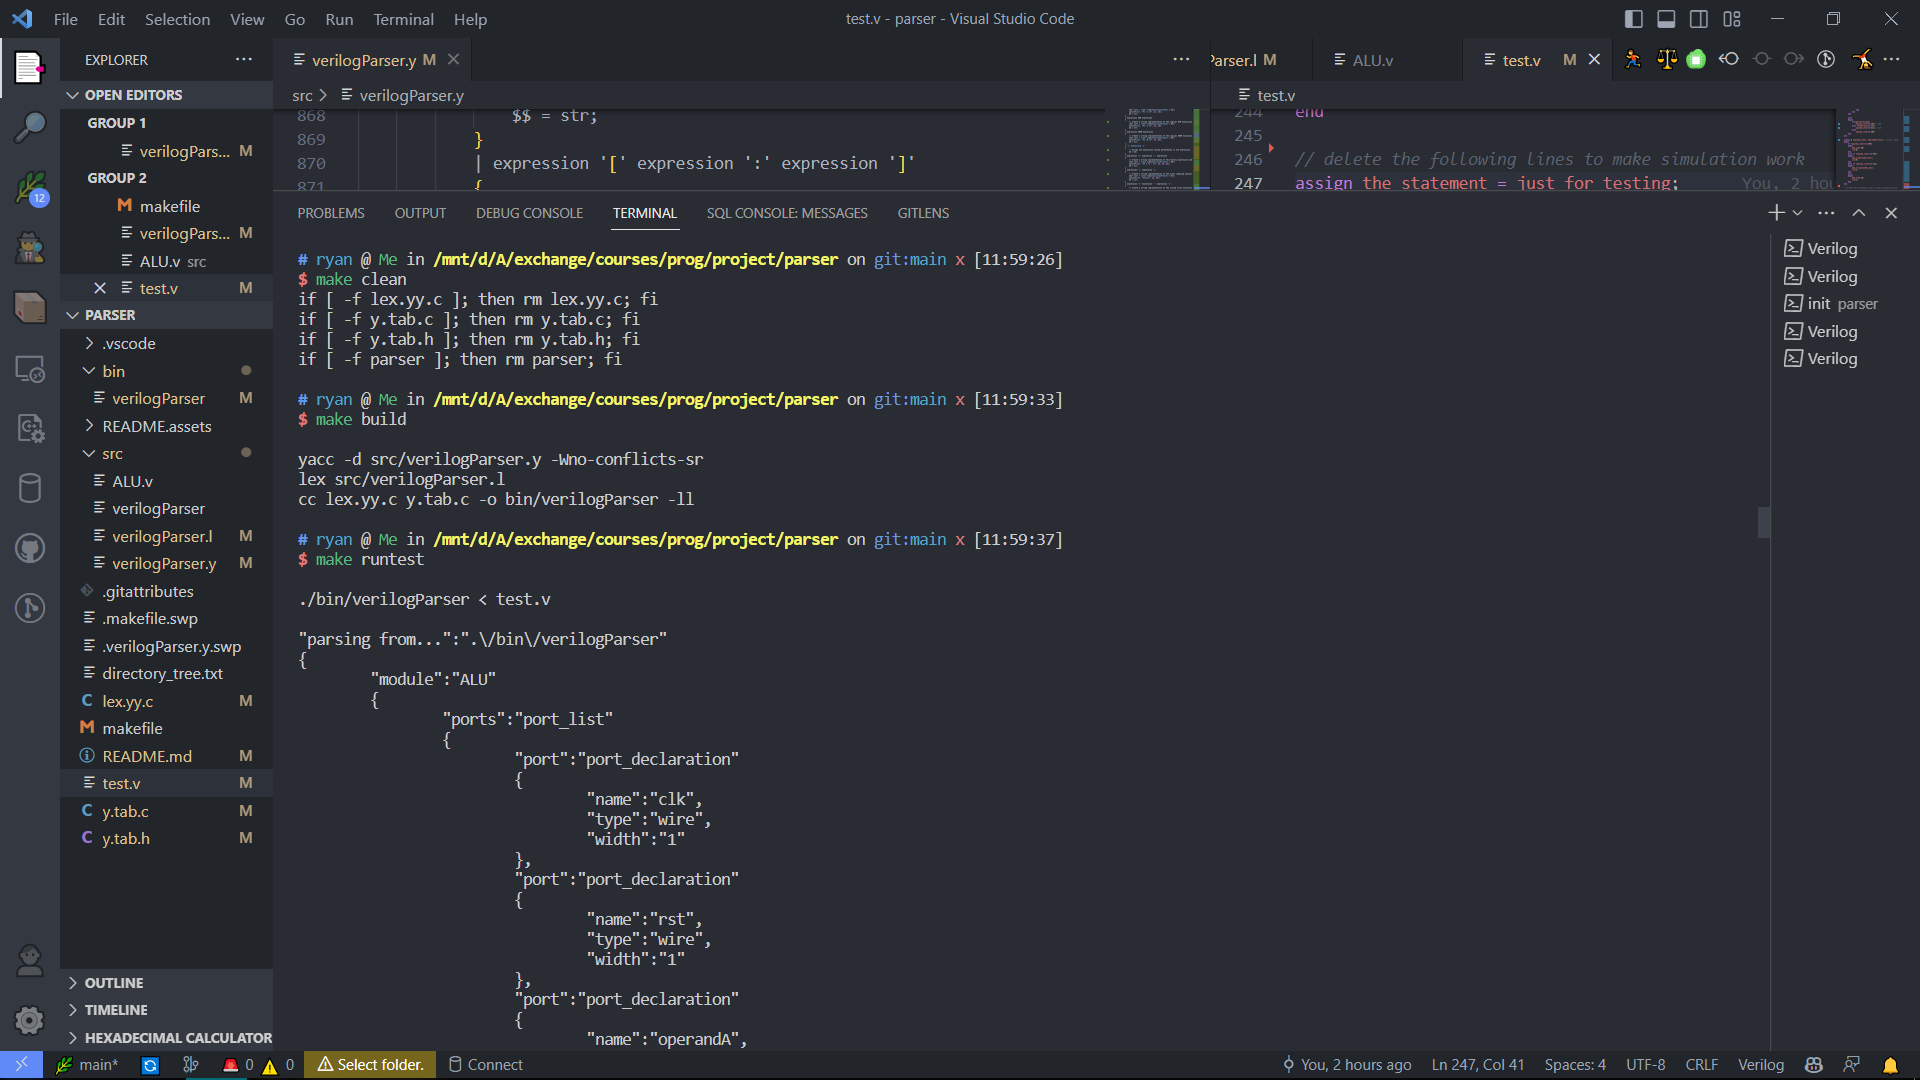 File Edit Selection View Go Run Terminal Help
test.v - parser - Visual Studio Code
EXPLORER
OPEN EDITORS
GROUP 1
verilogPars... M
GROUP 2
makefile
verilogPars... M
ALU.v src
test.v M
PARSER
.vscode
bin
verilogParser M
README.assets
src
ALU.v
verilogParser
verilogParser.l M
verilogParser.y M
.gitattributes
.makefile.swp
.verilogParser.y.swp
directory_tree.txt
lex.yy.c M
makefile
README.md M
test.v M
y.tab.c M
y.tab.h M
OUTLINE
TIMELINE
HEXADECIMAL CALCULATOR
12
verilogParser.y M
src > verilogParser.y
868 $$ = str;
869 }
870 | expression '[' expression ':' expression ']'
871 {
Parser.l M ALU.v test.v M
test.v
244 end
245
246 // delete the following lines to make simulation work
247 assign the statement = just for testing; You, 2 hou
PROBLEMS OUTPUT DEBUG CONSOLE TERMINAL SQL CONSOLE: MESSAGES GITLENS
# ryan @ Me in /mnt/d/A/exchange/courses/prog/project/parser on git:main x [11:59:26]
$ make clean
if [ -f lex.yy.c ]; then rm lex.yy.c; fi
if [ -f y.tab.c ]; then rm y.tab.c; fi
if [ -f y.tab.h ]; then rm y.tab.h; fi
if [ -f parser ]; then rm parser; fi
# ryan @ Me in /mnt/d/A/exchange/courses/prog/project/parser on git:main x [11:59:33]
$ make build
yacc -d src/verilogParser.y -Wno-conflicts-sr
lex src/verilogParser.l
cc lex.yy.c y.tab.c -o bin/verilogParser -ll
# ryan @ Me in /mnt/d/A/exchange/courses/prog/project/parser on git:main x [11:59:37]
$ make runtest
./bin/verilogParser < test.v
"parsing from...":".\/bin\/verilogParser"
{
"module":"ALU"
{
"ports":"port_list"
{
"port":"port_declaration"
{
"name":"clk",
"type":"wire",
"width":"1"
},
"port":"port_declaration"
{
"name":"rst",
"type":"wire",
"width":"1"
},
"port":"port_declaration"
{
"name":"operandA",
Verilog
Verilog
init parser
Verilog
Verilog
main* 0 0 Select folder. Connect
You, 2 hours ago Ln 247, Col 41 Spaces: 4 UTF-8 CRLF Verilog